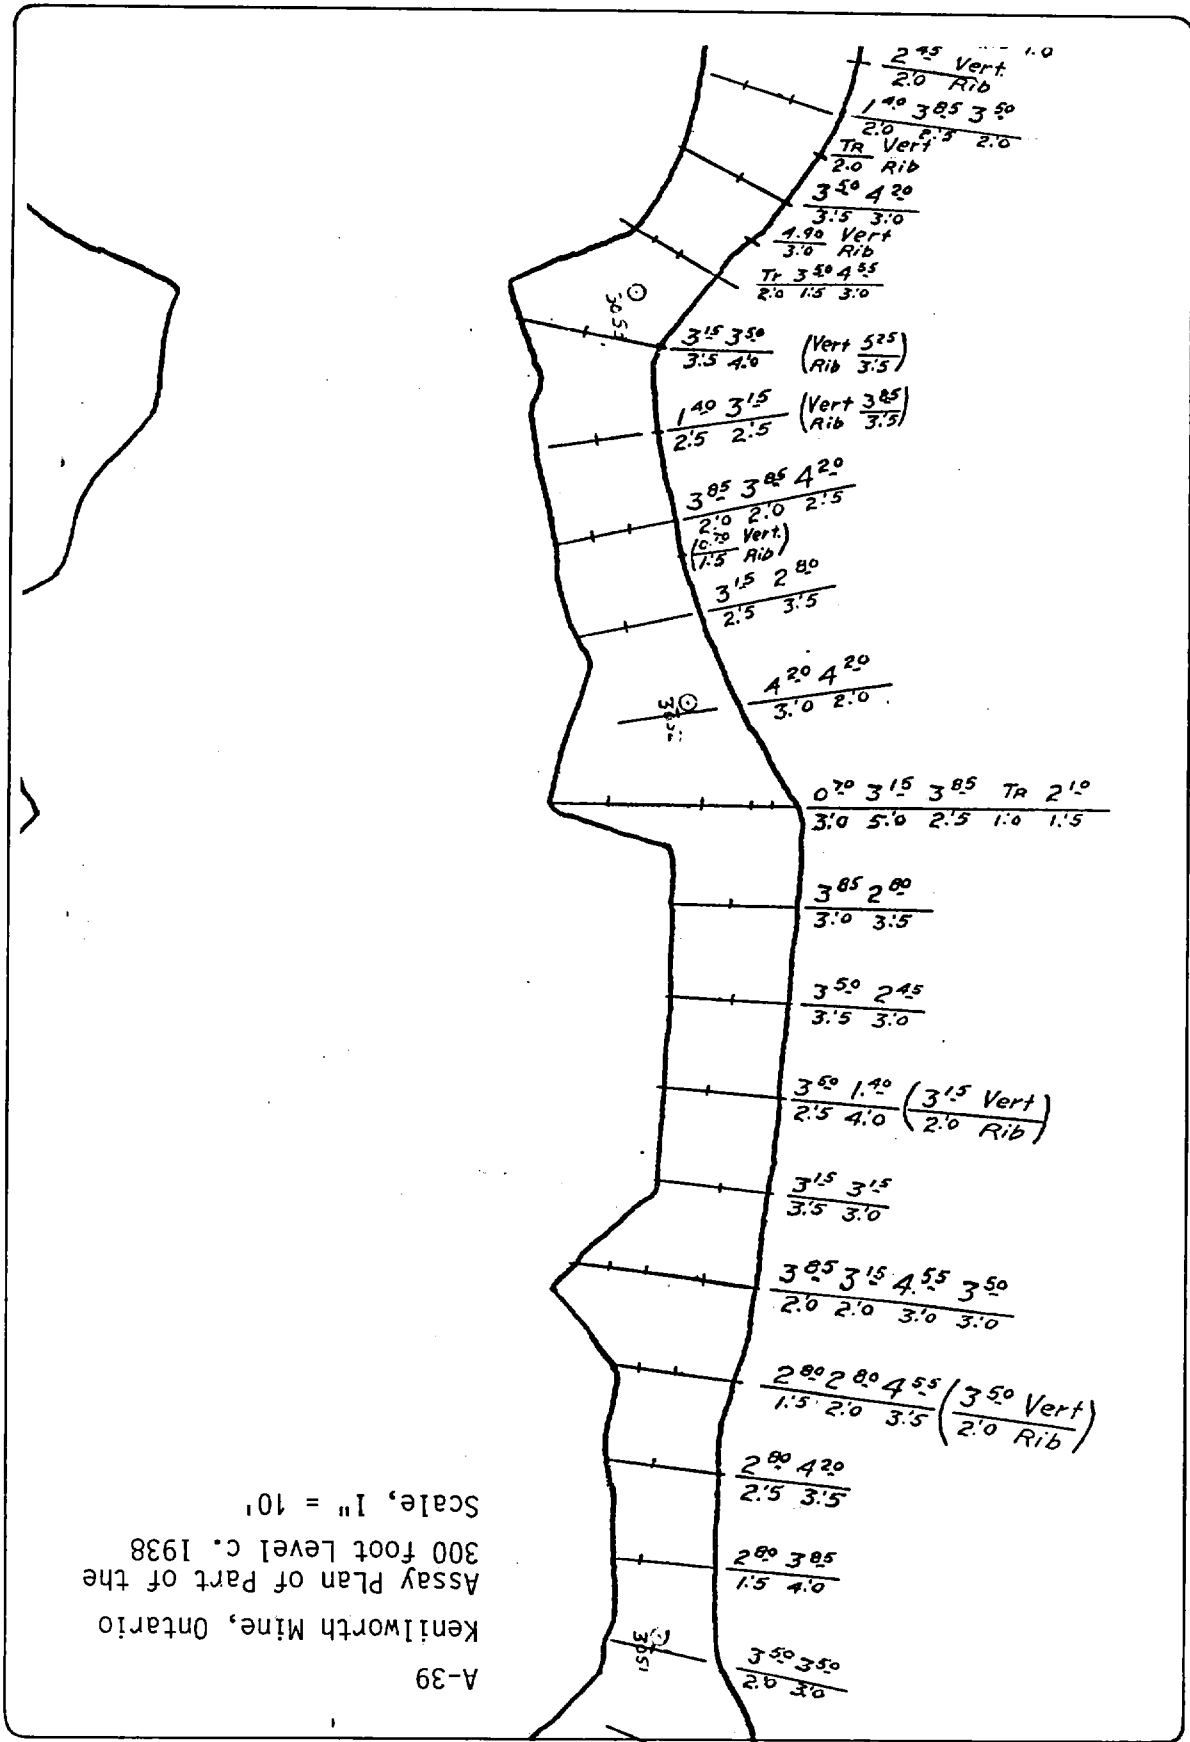 2 45 Vert.
2.0 Rib
1 40 3 85 3 50
2.0 2.5 2.0
TR Vert
2.0 Rib
3 50 4 20
3.5 3.0
4.90 Vert
3.0 Rib
Tr 3 50 4 55
2.0 1.5 3.0
3 15 3 50 (Vert 5 25)
3.5 4.0 (Rib 3.5)
1 40 3 15 (Vert 3 85)
2.5 2.5 (Rib 3.5)
3 85 3 85 4 20
2.0 2.0 2.5
(0.70 Vert.)
(1.5 Rib)
3 15 2 80
2.5 3.5
4 20 4 20
3.0 2.0
0 70 3 15 3 85 TR 2 10
3.0 5.0 2.5 1.0 1.5
3 85 2 80
3.0 3.5
3 50 2 45
3.5 3.0
3 50 1.40 (3 15 Vert)
2.5 4.0 (2.0 Rib)
3 15 3 15
3.5 3.0
3 85 3 15 4.55 3 50
2.0 2.0 3.0 3.0
2 80 2 80 4 55 (3 50 Vert)
1.5 2.0 3.5 (2.0 Rib)
2 80 4 20
2.5 3.5
2 80 3 85
1.5 4.0
3051
3 50 3 50
2.0 3.0
A-39
Kenilworth Mine, Ontario
Assay Plan of Part of the
300 Foot Level c. 1938
Scale, 1" = 10'